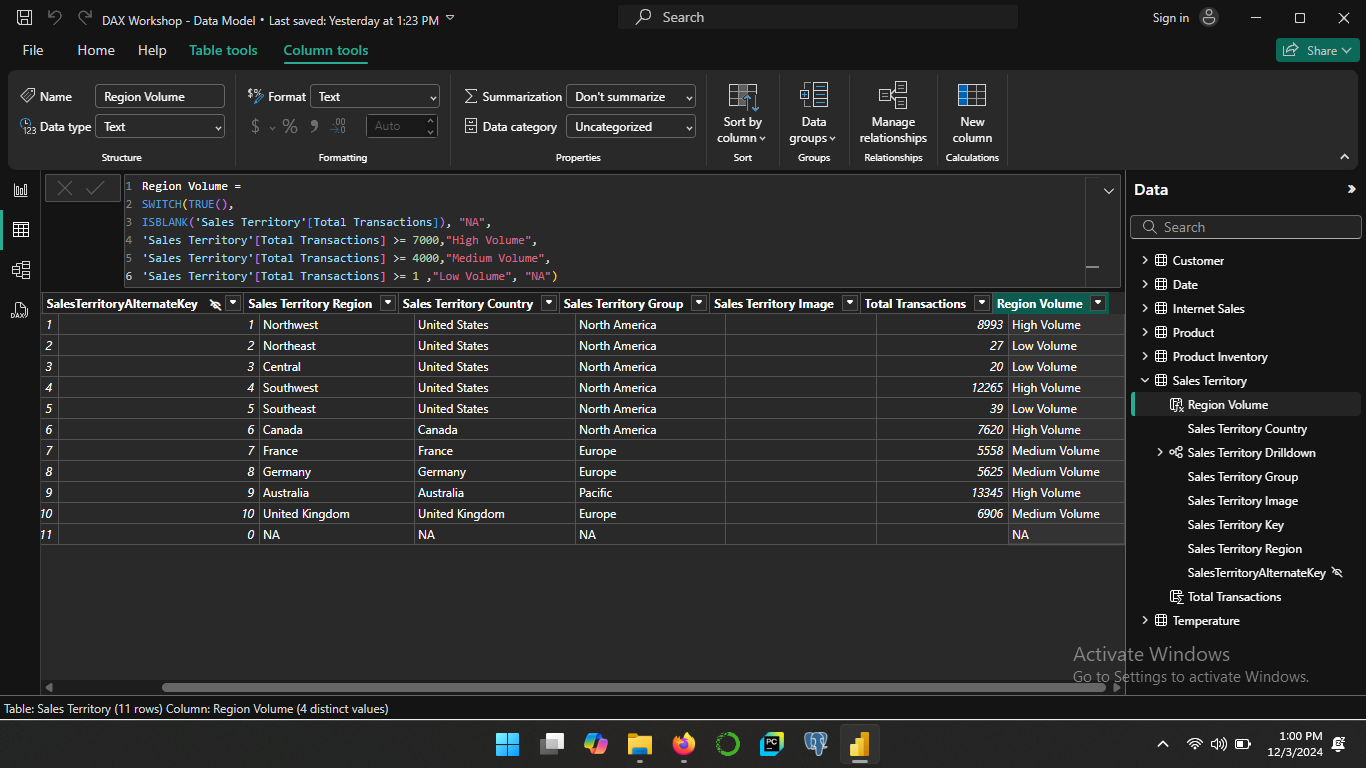 DAX Workshop - Data Model • Last saved: Yesterday at 1:23 PM
Search
Sign in
File
Home
Help
Table tools
Column tools
Share
Name
Region Volume
Data type
Text
Structure
Format
Text
$ % 9 .00
Auto
Formatting
Summarization
Don't summarize
Data category
Uncategorized
Properties
Sort by
column
Sort
Data
groups
Groups
Manage
relationships
Relationships
New
column
Calculations
1 Region Volume =
2 SWITCH(TRUE(),
3 ISBLANK('Sales Territory'[Total Transactions]), "NA",
4 'Sales Territory'[Total Transactions] >= 7000,"High Volume",
5 'Sales Territory'[Total Transactions] >= 4000,"Medium Volume",
6 'Sales Territory'[Total Transactions] >= 1 ,"Low Volume", "NA")
SalesTerritoryAlternateKey Sales Territory Region Sales Territory Country Sales Territory Group Sales Territory Image Total Transactions Region Volume
1 1 Northwest United States North America 8993 High Volume
2 2 Northeast United States North America 27 Low Volume
3 3 Central United States North America 20 Low Volume
4 4 Southwest United States North America 12265 High Volume
5 5 Southeast United States North America 39 Low Volume
6 6 Canada Canada North America 7620 High Volume
7 7 France France Europe 5558 Medium Volume
8 8 Germany Germany Europe 5625 Medium Volume
9 9 Australia Australia Pacific 13345 High Volume
10 10 United Kingdom United Kingdom Europe 6906 Medium Volume
11 0 NA NA NA NA
Data
Search
Customer
Date
Internet Sales
Product
Product Inventory
Sales Territory
Region Volume
Sales Territory Country
Sales Territory Drilldown
Sales Territory Group
Sales Territory Image
Sales Territory Key
Sales Territory Region
SalesTerritoryAlternateKey
Total Transactions
Temperature
Activate Windows
Go to Settings to activate Windows.
Table: Sales Territory (11 rows) Column: Region Volume (4 distinct values)
1:00 PM
12/3/2024